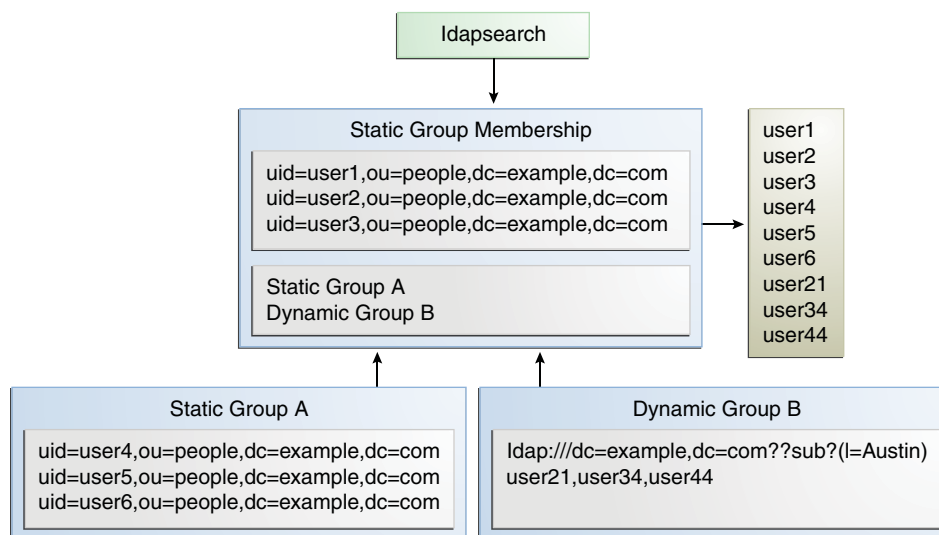 ldapsearch
Static Group Membership
uid=user1,ou=people,dc=example,dc=com
uid=user2,ou=people,dc=example,dc=com
uid=user3,ou=people,dc=example,dc=com
Static Group A
Dynamic Group B
user1
user2
user3
user4
user5
user6
user21
user34
user44
Static Group A
uid=user4,ou=people,dc=example,dc=com
uid=user5,ou=people,dc=example,dc=com
uid=user6,ou=people,dc=example,dc=com
Dynamic Group B
ldap:///dc=example,dc=com??sub?(l=Austin)
user21,user34,user44